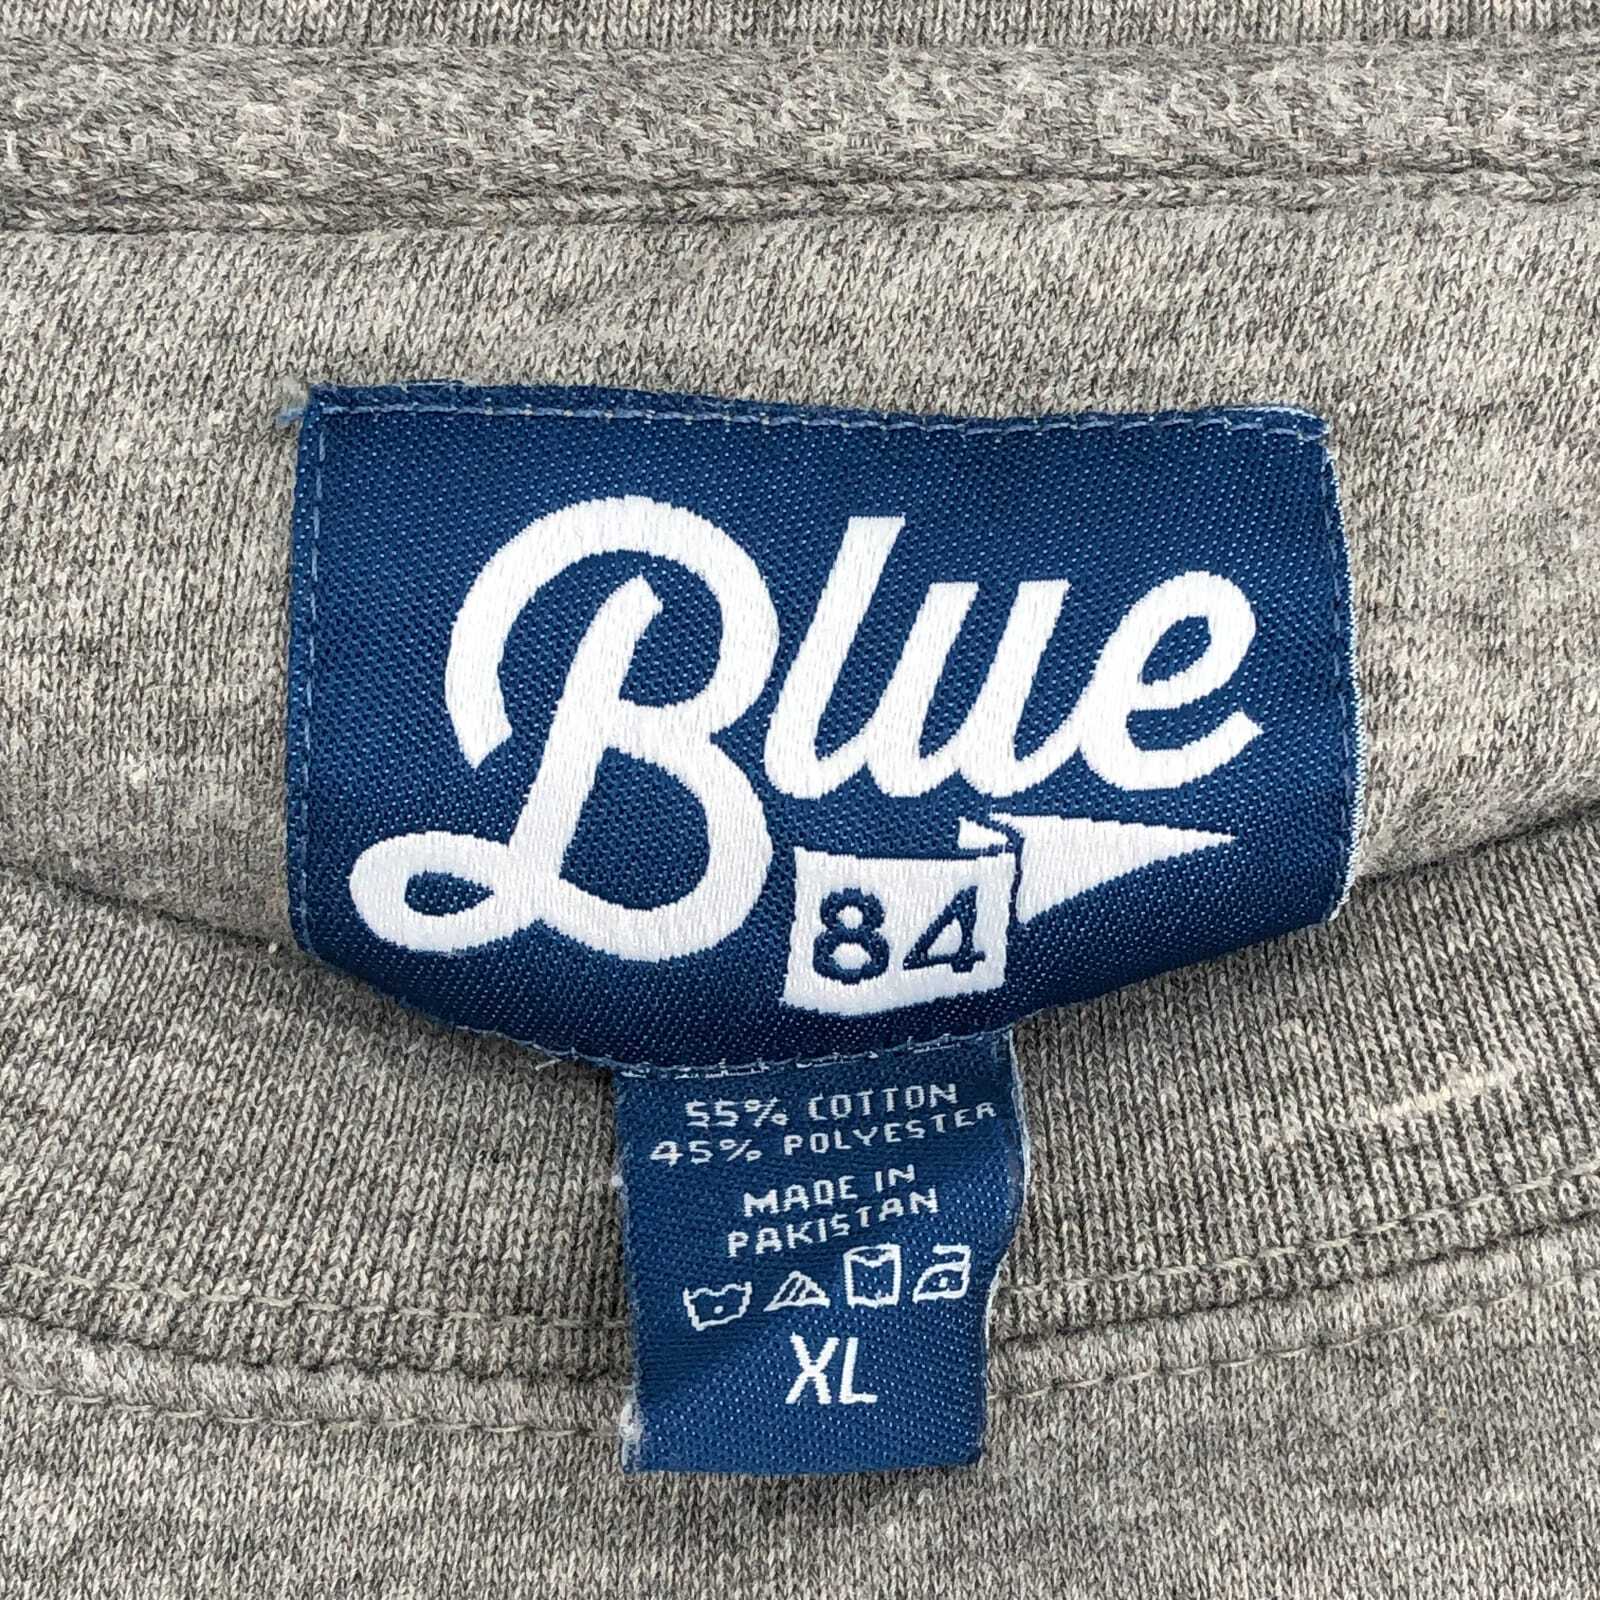 Blue
84
55% COTTON
45% POLYESTER
MADE IN
PAKISTAN
XL